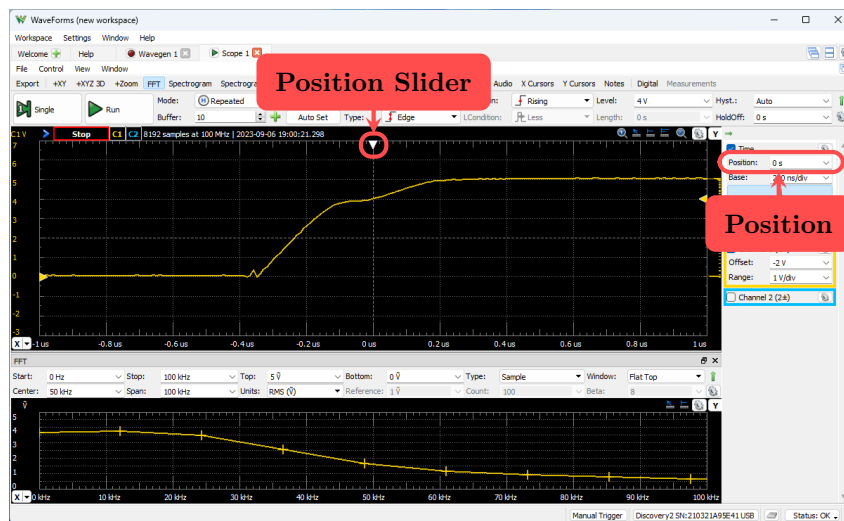 WaveForms (new workspace)
Workspace Settings Window Help
Welcome Help Wavegen 1 Scope 1
File Control View Window
Export +XY +XYZ 3D +Zoom FFT Spectrogram Audio X Cursors Y Cursors Notes Digital Measurements
Position Slider
Single Run Mode: Repeated Rising Level: 4 V Hyst.: Auto
Buffer: 10 Auto Set Type: Edge LCondition: Less Length: 0 s HoldOff: 0 s
C1 V Stop C1 C2 8192 samples at 100 MHz | 2023-09-06 19:00:21.298 Y
7
Time
Position: 0 s
6
Base:
5
4
Position
3
2
1
Offset: -2 V
0
Range: 1 V/div
-1
Channel 2 (2±)
-2
-3
X -1 us -0.8 us -0.6 us -0.4 us -0.2 us 0 us 0.2 us 0.4 us 0.6 us 0.8 us 1 us
FFT
Start: 0 Hz Stop: 100 kHz Top: 5 Ṽ Bottom: 0 Ṽ Type: Sample Window: Flat Top
Center: 50 kHz Span: 100 kHz Units: RMS (Ṽ) Reference: 1 Ṽ Count: 100 Beta: 8
Ṽ Y
5
4
3
2
1
0
X 0 kHz 10 kHz 20 kHz 30 kHz 40 kHz 50 kHz 60 kHz 70 kHz 80 kHz 90 kHz 100 kHz
Manual Trigger Discovery2 SN:210321A95E41 USB Status: OK